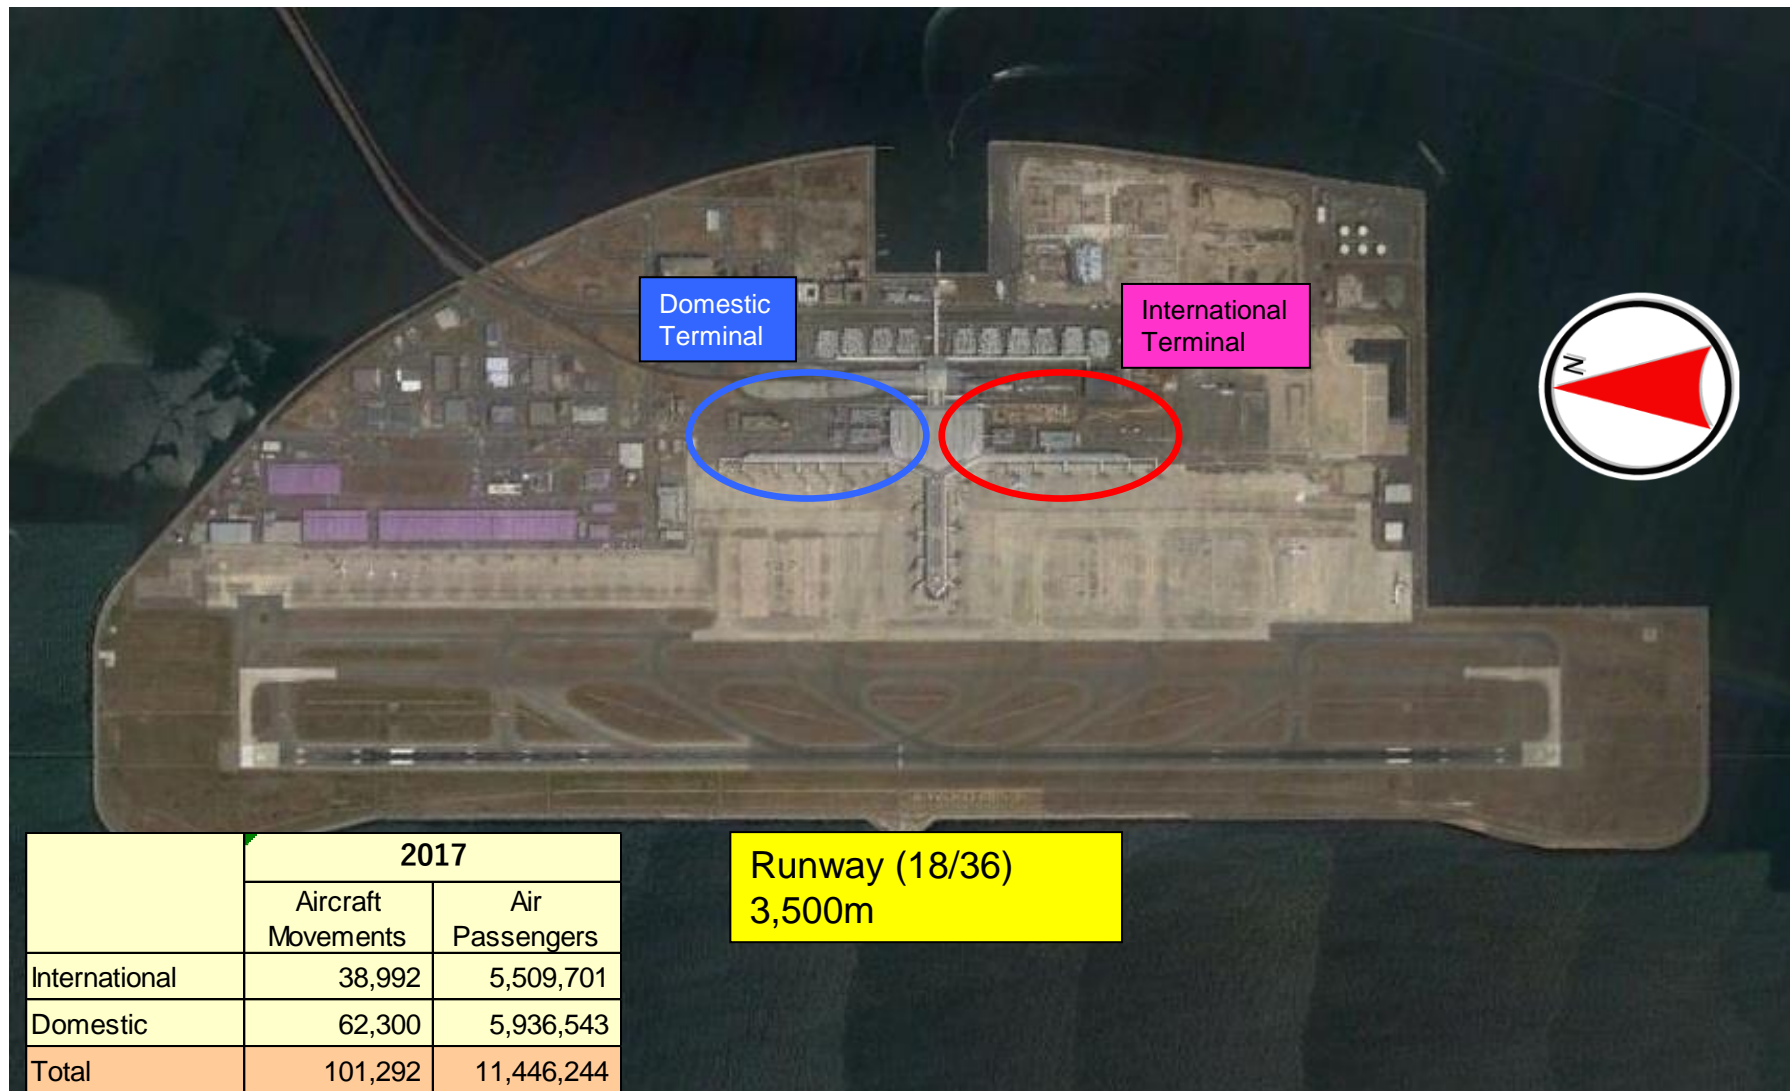 Domestic
Terminal
International
Terminal
N
Runway (18/36)
3,500m
2017
Aircraft
Movements
Air
Passengers
International 38,992 5,509,701
Domestic 62,300 5,936,543
Total 101,292 11,446,244